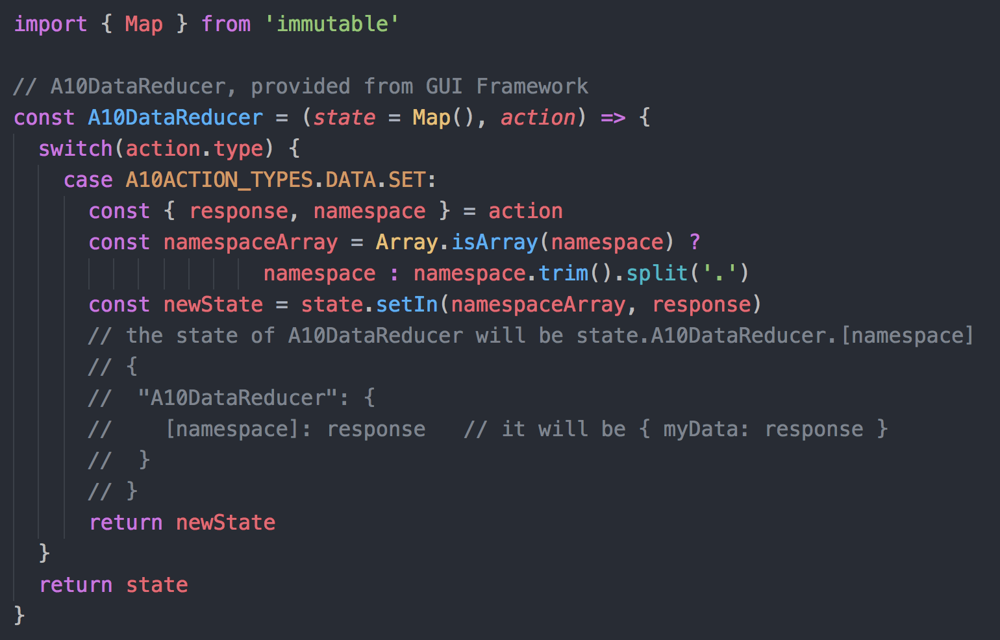 import { Map } from 'immutable'
// A10DataReducer, provided from GUI Framework
const A10DataReducer = (state = Map(), action) => {
switch(action.type) {
case A10ACTION_TYPES.DATA.SET:
const { response, namespace } = action
const namespaceArray = Array.isArray(namespace) ?
namespace : namespace.trim().split('.')
const newState = state.setIn(namespaceArray, response)
// the state of A10DataReducer will be state.A10DataReducer.[namespace]
// {
//  "A10DataReducer": {
//    [namespace]: response   // it will be { myData: response }
//  }
// }
return newState
}
return state
}